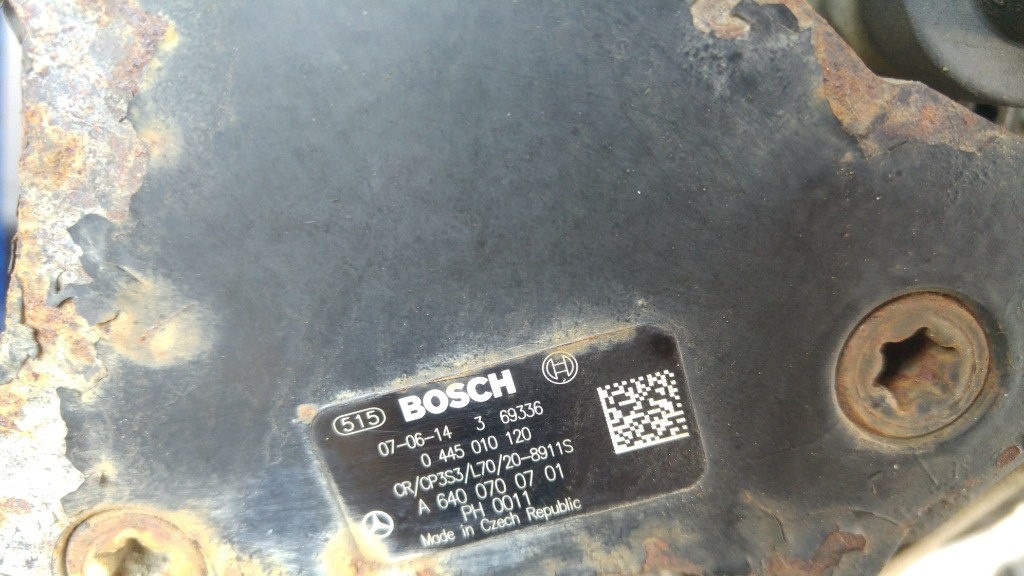 515 BOSCH
07-06-14 3 69336
0 445 010 120
CR/CP3S3/L70/20-8911S
A 640 070 07 01
PH 0011
Made in Czech Republic